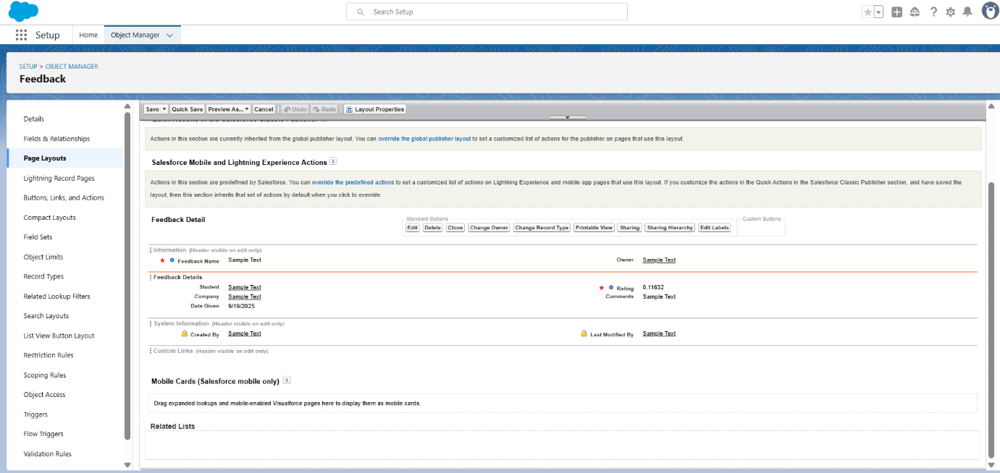 Search Setup
Setup
Home
Object Manager
SETUP > OBJECT MANAGER
Feedback
Details
Fields & Relationships
Page Layouts
Lightning Record Pages
Buttons, Links, and Actions
Compact Layouts
Field Sets
Object Limits
Record Types
Related Lookup Filters
Search Layouts
List View Button Layout
Restriction Rules
Scoping Rules
Object Access
Triggers
Flow Triggers
Validation Rules
Save Quick Save Preview As... Cancel Undo Redo Layout Properties
Quick Actions in the Salesforce Classic Publisher
Actions in this section are currently inherited from the global publisher layout. You can override the global publisher layout to set a customized list of actions for the publisher on pages that use this layout.
Salesforce Mobile and Lightning Experience Actions i
Actions in this section are predefined by Salesforce. You can override the predefined actions to set a customized list of actions on Lightning Experience and mobile app pages that use this layout. If you customize the actions in the Quick Actions in the Salesforce Classic Publisher section, and have saved the
layout, then this section inherits that set of actions by default when you click to override.
Feedback Detail
Standard Buttons
Edit Delete Clone Change Owner Change Record Type Printable View Sharing Sharing Hierarchy Edit Labels
Custom Buttons
Information (Header visible on edit only)
* Feedback Name Sample Text
Owner Sample Text
Feedback Details
Student Sample Text
Company Sample Text
Date Given 9/19/2025
* Rating 0.11632
Comments Sample Text
System Information (Header visible on edit only)
Created By Sample Text
Last Modified By Sample Text
Custom Links (Header visible on edit only)
Mobile Cards (Salesforce mobile only) i
Drag expanded lookups and mobile-enabled Visualforce pages here to display them as mobile cards.
Related Lists